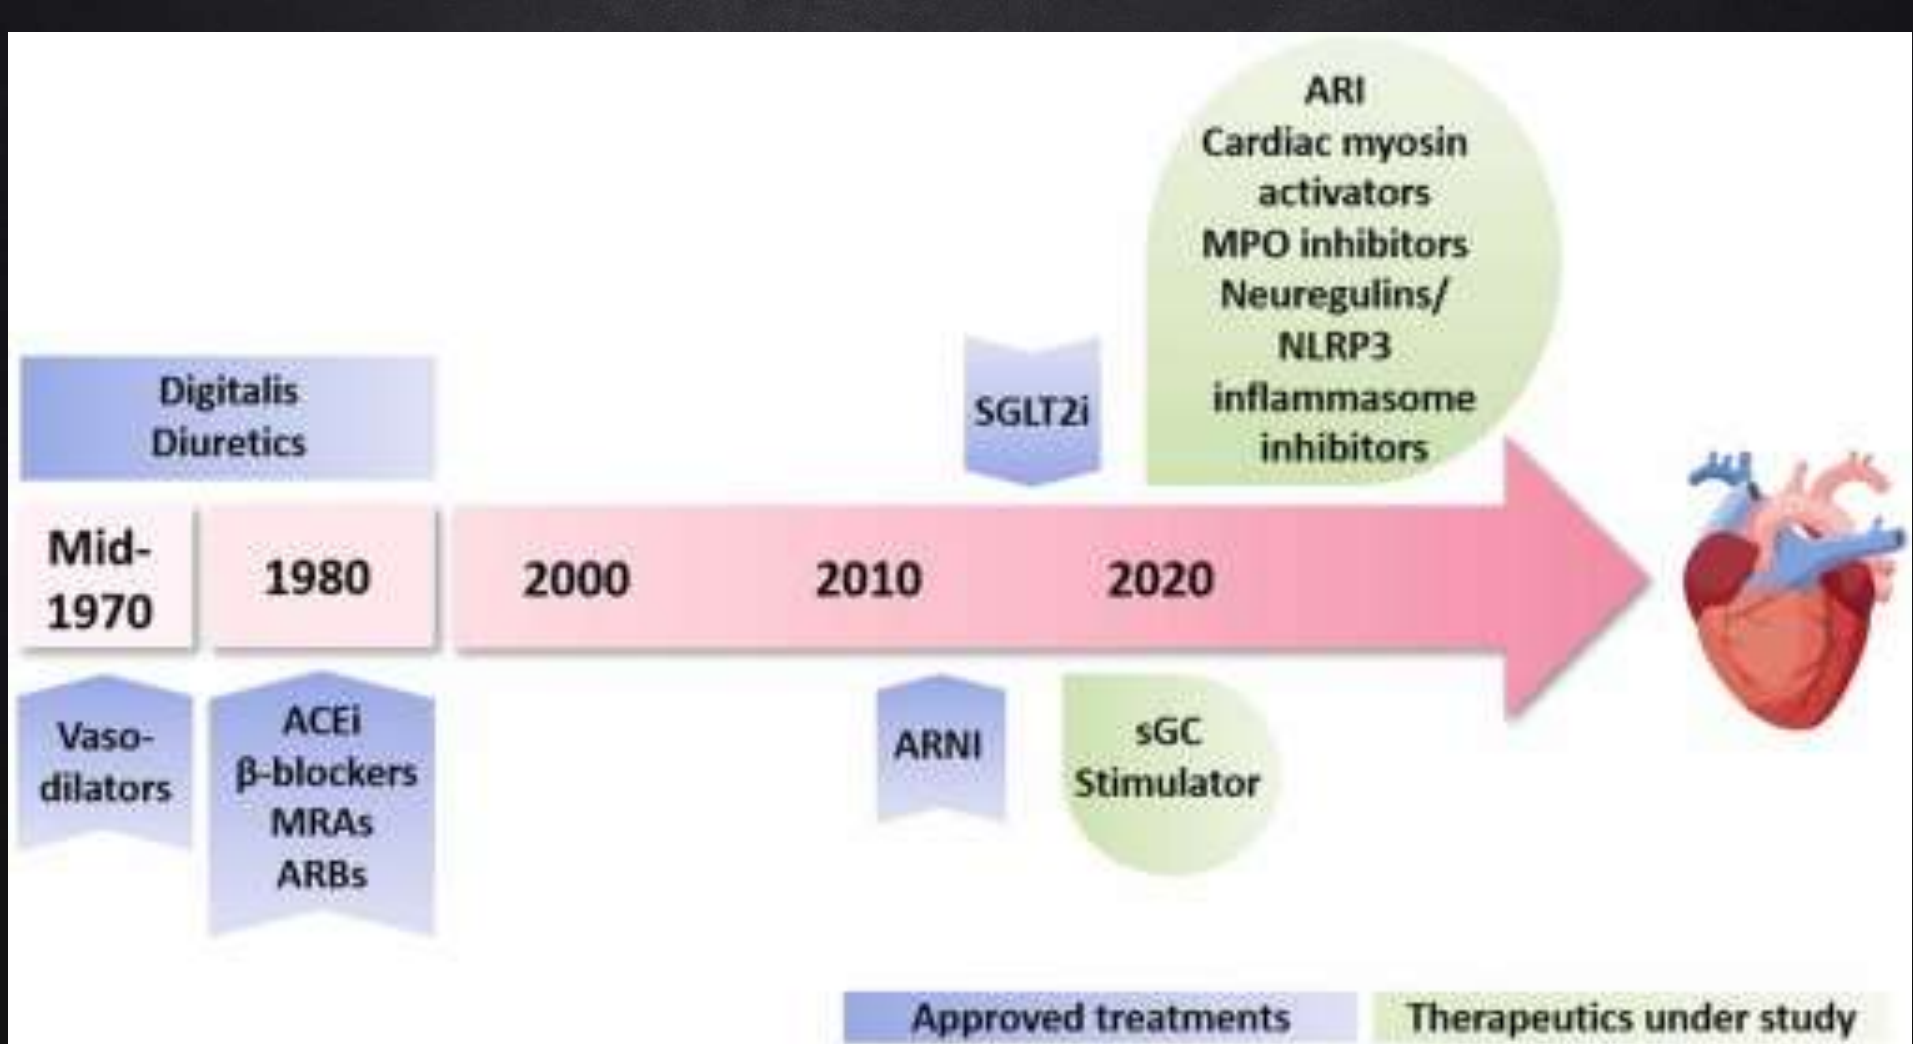 ARI
Cardiac myosin
activators
MPO inhibitors
Neuregulins/
NLRP3
inflammasome
inhibitors
SGLT2i
Digitalis
Diuretics
Mid-
1970
1980
2000
2010
2020
Vaso-
dilators
ACEi
β-blockers
MRAs
ARBs
ARNI
sGC
Stimulator
Approved treatments
Therapeutics under study